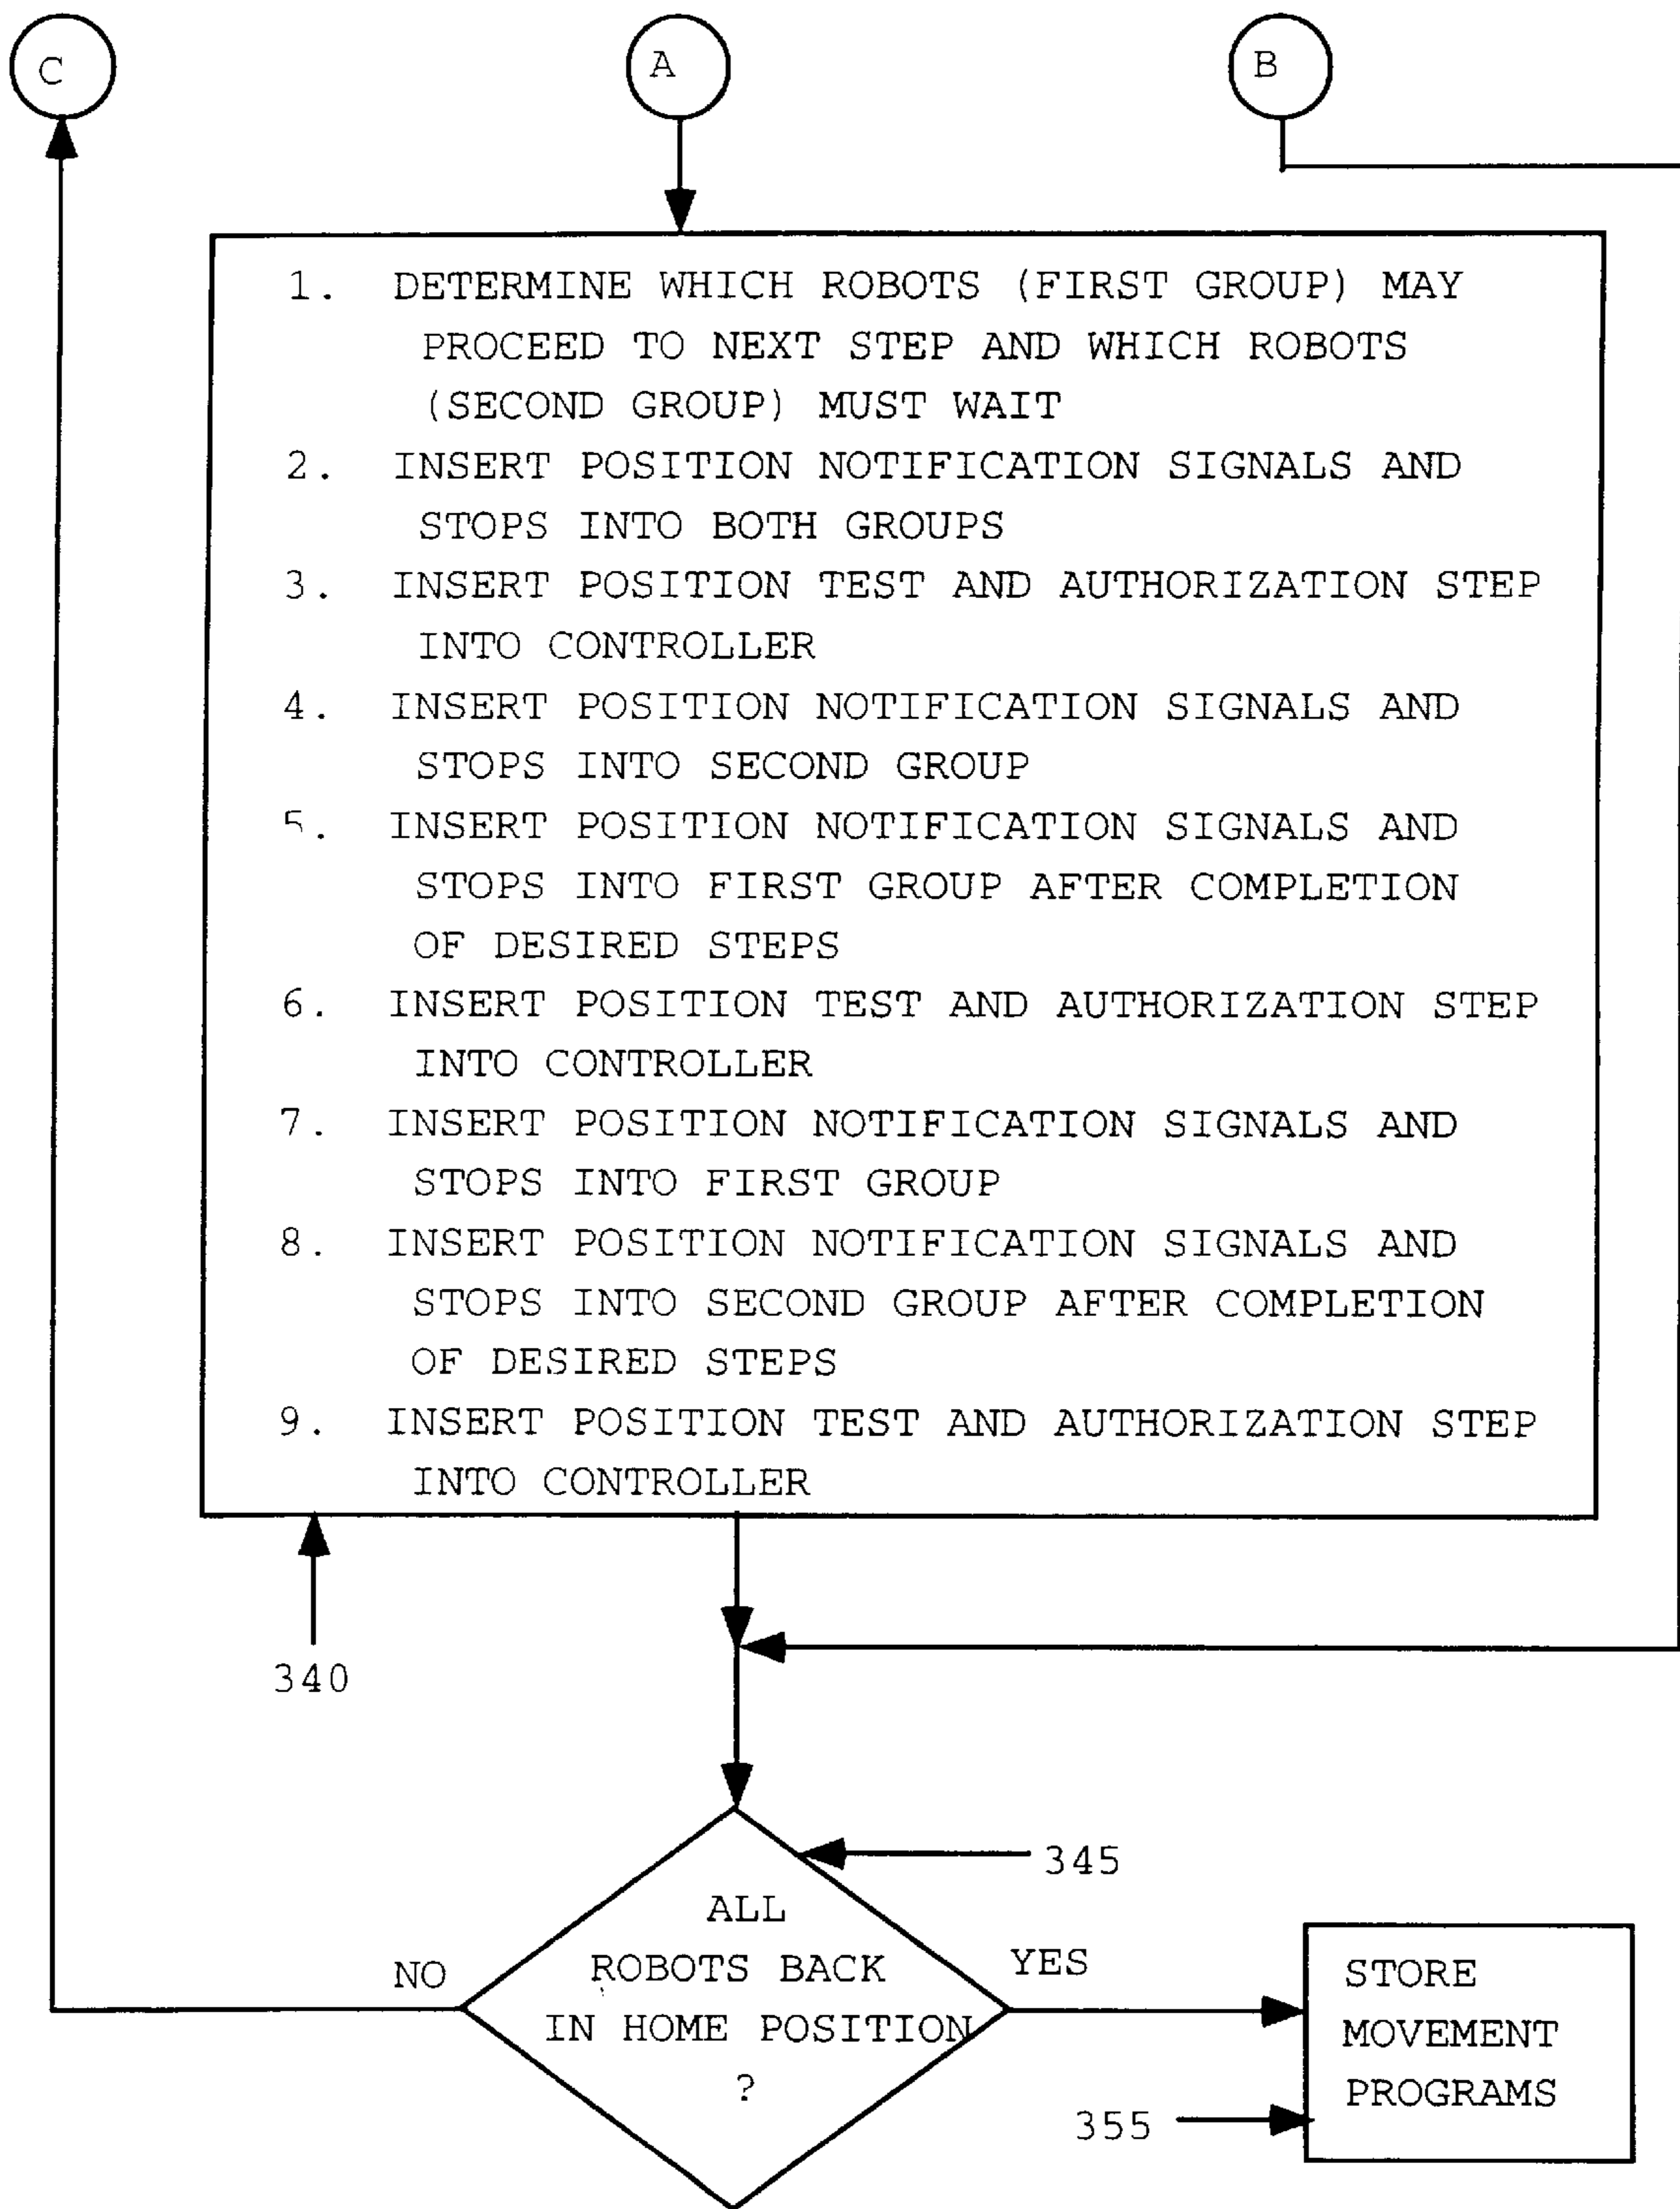 C
A
B
1. DETERMINE WHICH ROBOTS (FIRST GROUP) MAY
PROCEED TO NEXT STEP AND WHICH ROBOTS
(SECOND GROUP) MUST WAIT
2. INSERT POSITION NOTIFICATION SIGNALS AND
STOPS INTO BOTH GROUPS
3. INSERT POSITION TEST AND AUTHORIZATION STEP
INTO CONTROLLER
4. INSERT POSITION NOTIFICATION SIGNALS AND
STOPS INTO SECOND GROUP
5. INSERT POSITION NOTIFICATION SIGNALS AND
STOPS INTO FIRST GROUP AFTER COMPLETION
OF DESIRED STEPS
6. INSERT POSITION TEST AND AUTHORIZATION STEP
INTO CONTROLLER
7. INSERT POSITION NOTIFICATION SIGNALS AND
STOPS INTO FIRST GROUP
8. INSERT POSITION NOTIFICATION SIGNALS AND
STOPS INTO SECOND GROUP AFTER COMPLETION
OF DESIRED STEPS
9. INSERT POSITION TEST AND AUTHORIZATION STEP
INTO CONTROLLER
340
345
ALL
ROBOTS BACK
IN HOME POSITION
?
NO
YES
STORE
MOVEMENT
PROGRAMS
355